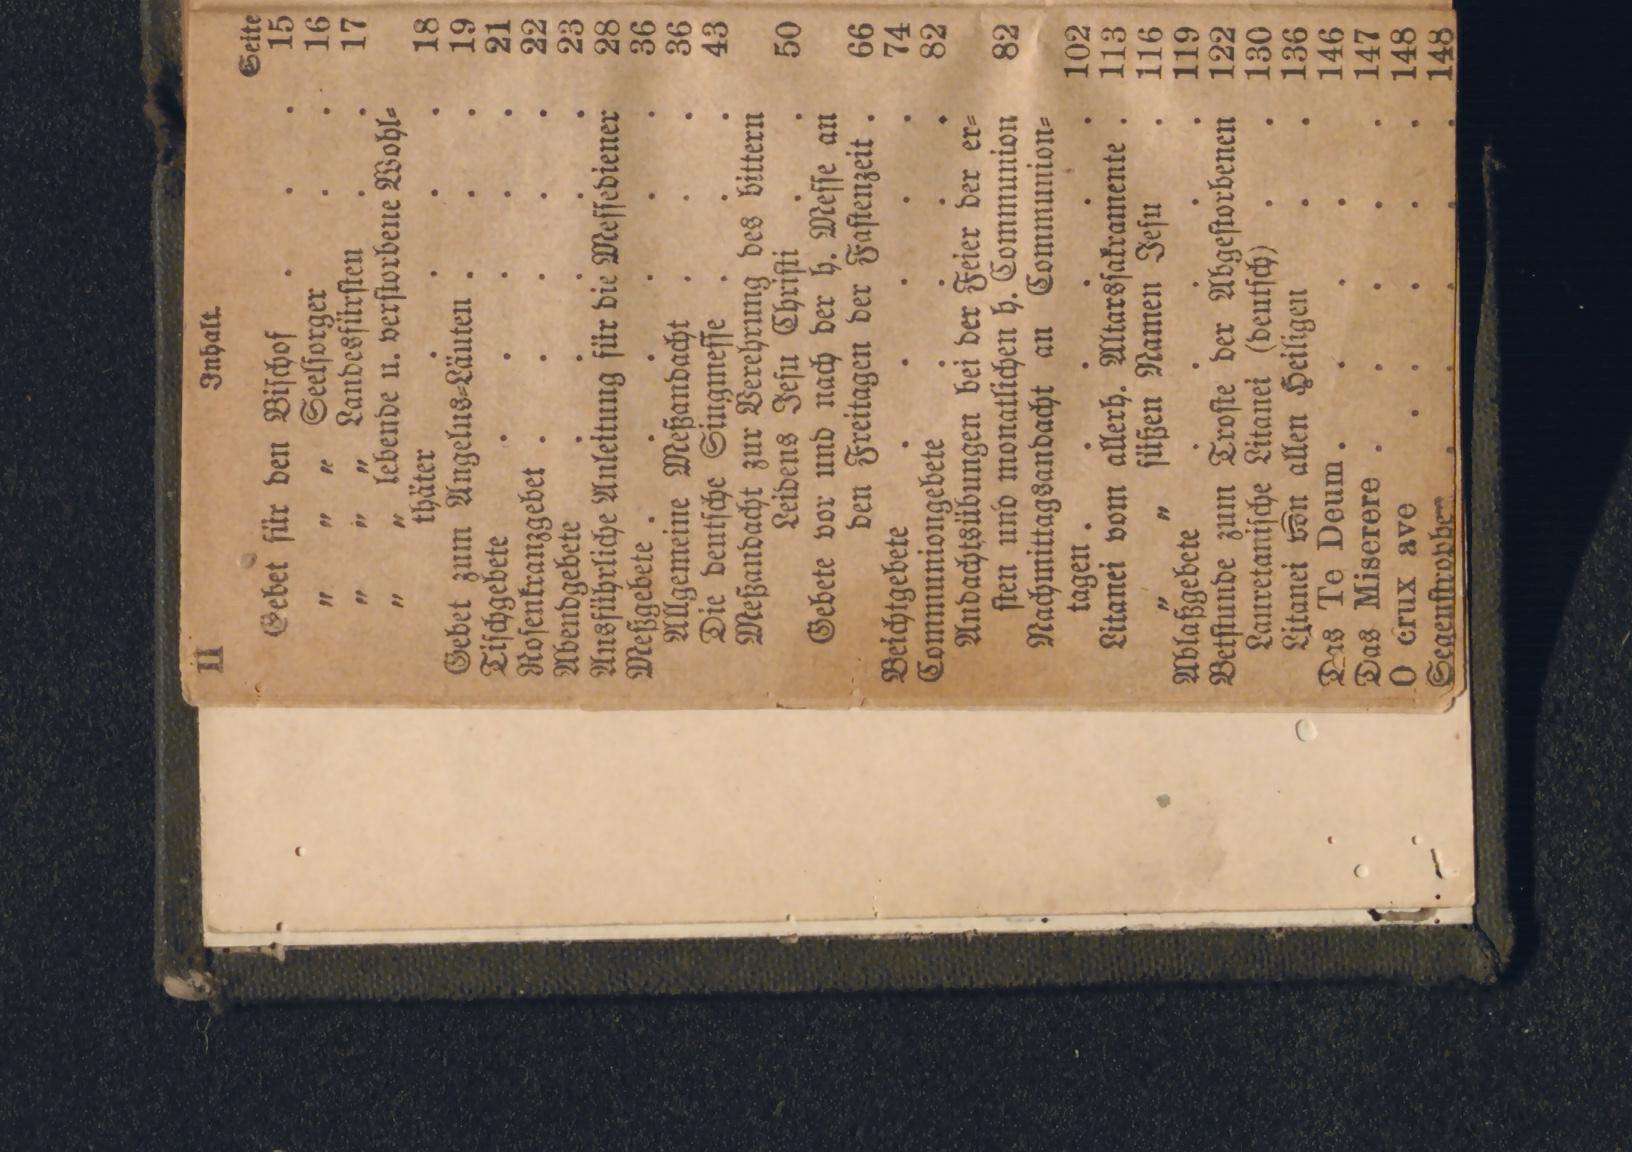 II
Inhalt.
Seite
Gebet für den Bischof . . . 15
„ „ „ Seelsorger . . 16
„ „ „ Landesfürsten . . 17
„ „ lebende u. verstorbene Wohl=
thäter . . . . 18
Gebet zum Angelus=Läuten . . . 19
Tischgebete . . . . . 21
Rosenkranzgebet . . . . . 22
Abendgebete . . . . . 23
Ausführliche Anleitung für die Messediener 28
Meßgebete . . . . . . 36
Allgemeine Meßandacht . . . 36
Die deutsche Singmesse . . . 43
Meßandacht zur Verehrung des bittern
Leidens Jesu Christi . . 50
Gebete vor und nach der h. Messe an
den Freitagen der Fastenzeit . 66
Beichtgebete . . . . . 74
Communiongebete . . . . 82
Andachtsübungen bei der Feier der er=
sten und monatlichen h. Communion 82
Nachmittagsandacht an Communion=
tagen . . . . . 102
Litanei vom allerh. Altarssakramente . 113
„ „ süßen Namen Jesu . 116
Ablaßgebete . . . . . 119
Betstunde zum Troste der Abgestorbenen 122
Lauretanische Litanei (deutsch) . . 130
Litanei von allen Heiligen . . 136
Das Te Deum . . . . 146
Das Miserere . . . . . 147
O crux ave . . . . . 148
. . . . . 148